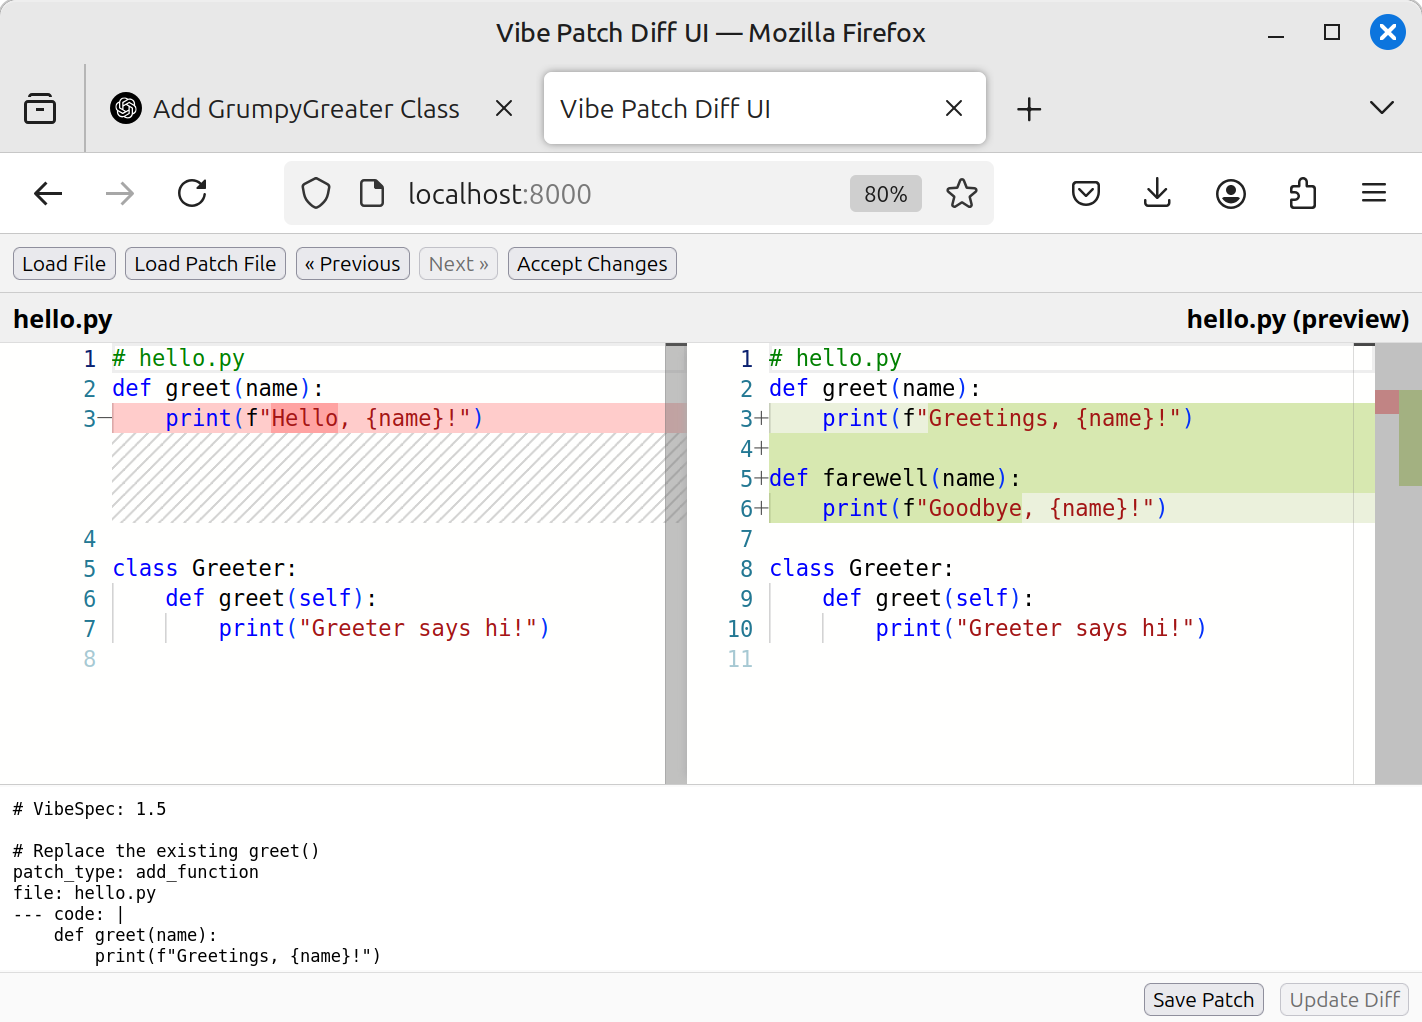 Vibe Patch Diff UI — Mozilla Firefox
Add GrumpyGreater Class
Vibe Patch Diff UI
localhost:8000
80%
Load File
Load Patch File
« Previous
Next »
Accept Changes
hello.py
hello.py (preview)
1 # hello.py
2 def greet(name):
3— print(f"Hello, {name}!")
4
5 class Greeter:
6 def greet(self):
7 print("Greeter says hi!")
8
1 # hello.py
2 def greet(name):
3+ print(f"Greetings, {name}!")
4+
5+ def farewell(name):
6+ print(f"Goodbye, {name}!")
7
8 class Greeter:
9 def greet(self):
10 print("Greeter says hi!")
11
# VibeSpec: 1.5
# Replace the existing greet()
patch_type: add_function
file: hello.py
--- code: |
def greet(name):
print(f"Greetings, {name}!")
Save Patch
Update Diff